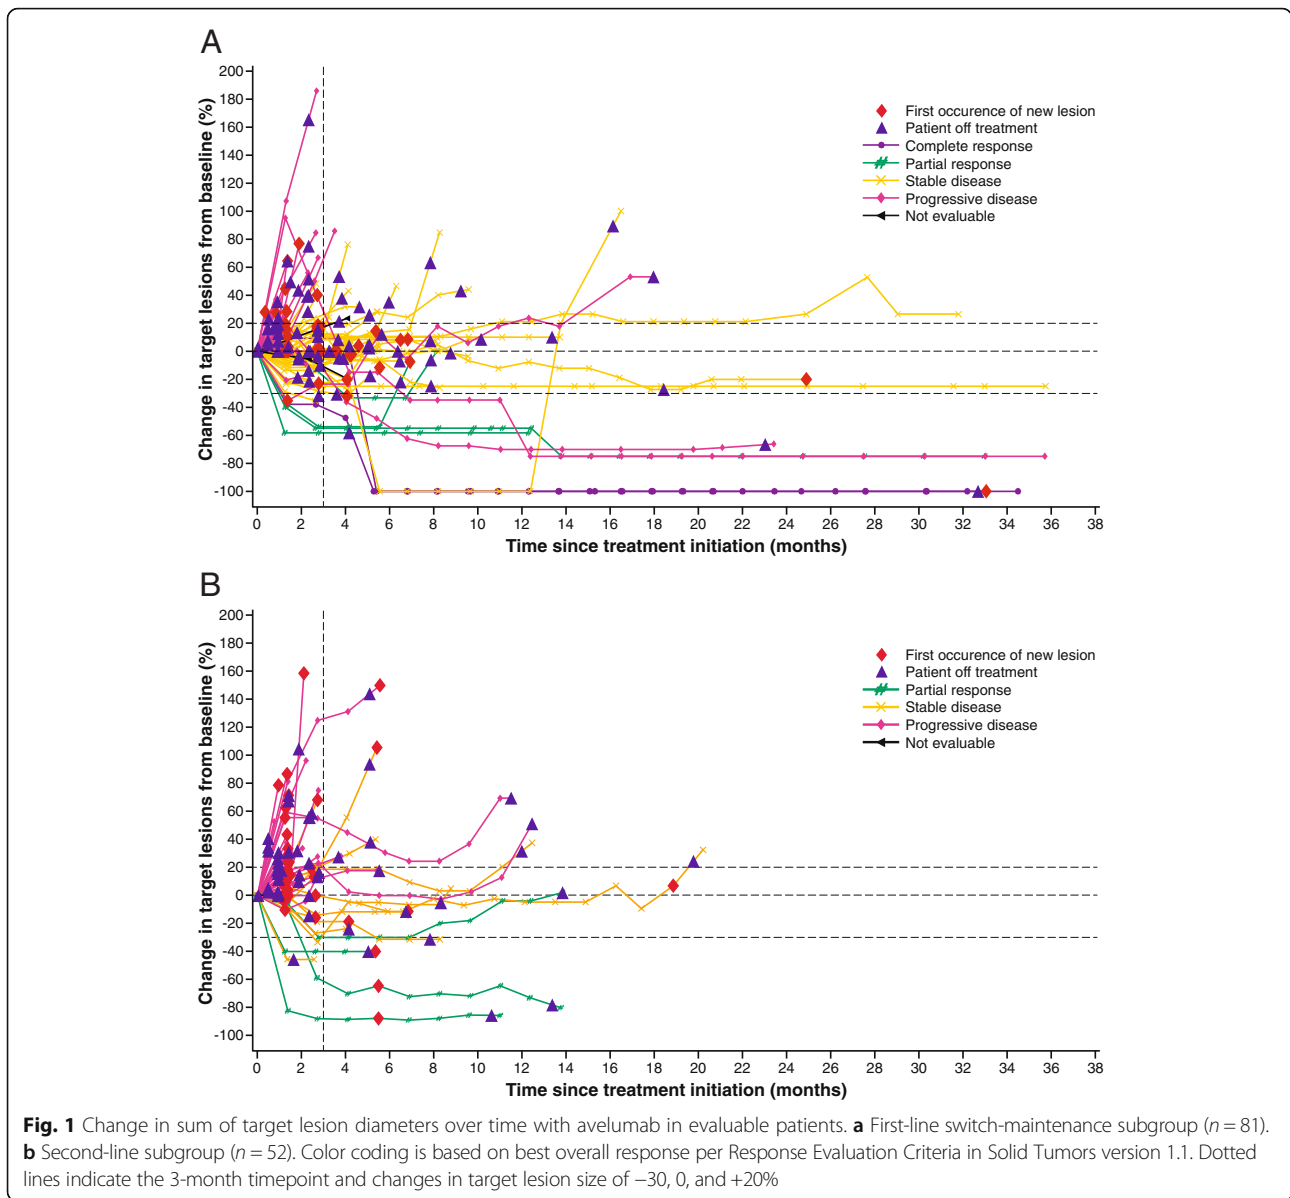 A
200
180
160
140
120
100
80
60
40
20
0
-20
-40
-60
-80
-100
Change in target lesions from baseline (%)
First occurence of new lesion
Patient off treatment
Complete response
Partial response
Stable disease
Progressive disease
Not evaluable
0 2 4 6 8 10 12 14 16 18 20 22 24 26 28 30 32 34 36 38
Time since treatment initiation (months)
B
200
180
160
140
120
100
80
60
40
20
0
-20
-40
-60
-80
-100
Change in target lesions from baseline (%)
First occurence of new lesion
Patient off treatment
Partial response
Stable disease
Progressive disease
Not evaluable
0 2 4 6 8 10 12 14 16 18 20 22 24 26 28 30 32 34 36 38
Time since treatment initiation (months)
Fig. 1 Change in sum of target lesion diameters over time with avelumab in evaluable patients. a First-line switch-maintenance subgroup (n = 81).
b Second-line subgroup (n = 52). Color coding is based on best overall response per Response Evaluation Criteria in Solid Tumors version 1.1. Dotted
lines indicate the 3-month timepoint and changes in target lesion size of −30, 0, and +20%